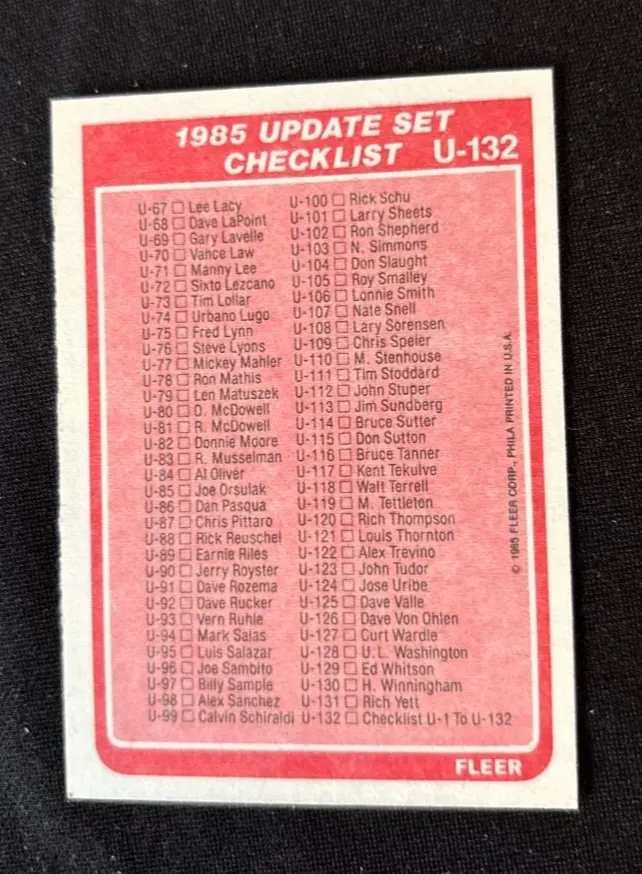 1985 UPDATE SET
CHECKLIST U-132
U-67 Lee Lacy
U-68 Dave LaPoint
U-69 Gary Lavelle
U-70 Vance Law
U-71 Manny Lee
U-72 Sixto Lezcano
U-73 Tim Lollar
U-74 Urbano Lugo
U-75 Fred Lynn
U-76 Steve Lyons
U-77 Mickey Mahler
U-78 Ron Mathis
U-79 Len Matuszek
U-80 O. McDowell
U-81 R. McDowell
U-82 Donnie Moore
U-83 R. Musselman
U-84 Al Oliver
U-85 Joe Orsulak
U-86 Dan Pasqua
U-87 Chris Pittaro
U-88 Rick Reuschel
U-89 Earnie Riles
U-90 Jerry Royster
U-91 Dave Rozema
U-92 Dave Rucker
U-93 Vern Ruhle
U-94 Mark Salas
U-95 Luis Salazar
U-96 Joe Sambito
U-97 Billy Sample
U-98 Alex Sanchez
U-99 Calvin Schiraldi
U-100 Rick Schu
U-101 Larry Sheets
U-102 Ron Shepherd
U-103 N. Simmons
U-104 Don Slaught
U-105 Roy Smalley
U-106 Lonnie Smith
U-107 Nate Snell
U-108 Lary Sorensen
U-109 Chris Speier
U-110 M. Stenhouse
U-111 Tim Stoddard
U-112 John Stuper
U-113 Jim Sundberg
U-114 Bruce Sutter
U-115 Don Sutton
U-116 Bruce Tanner
U-117 Kent Tekulve
U-118 Walt Terrell
U-119 M. Tettleton
U-120 Rich Thompson
U-121 Louis Thornton
U-122 Alex Trevino
U-123 John Tudor
U-124 Jose Uribe
U-125 Dave Valle
U-126 Dave Von Ohlen
U-127 Curt Wardle
U-128 U.L. Washington
U-129 Ed Whitson
U-130 H. Winningham
U-131 Rich Yett
U-132 Checklist U-1 To U-132
© 1985 FLEER CORP., PHILA PRINTED IN U.S.A.
FLEER